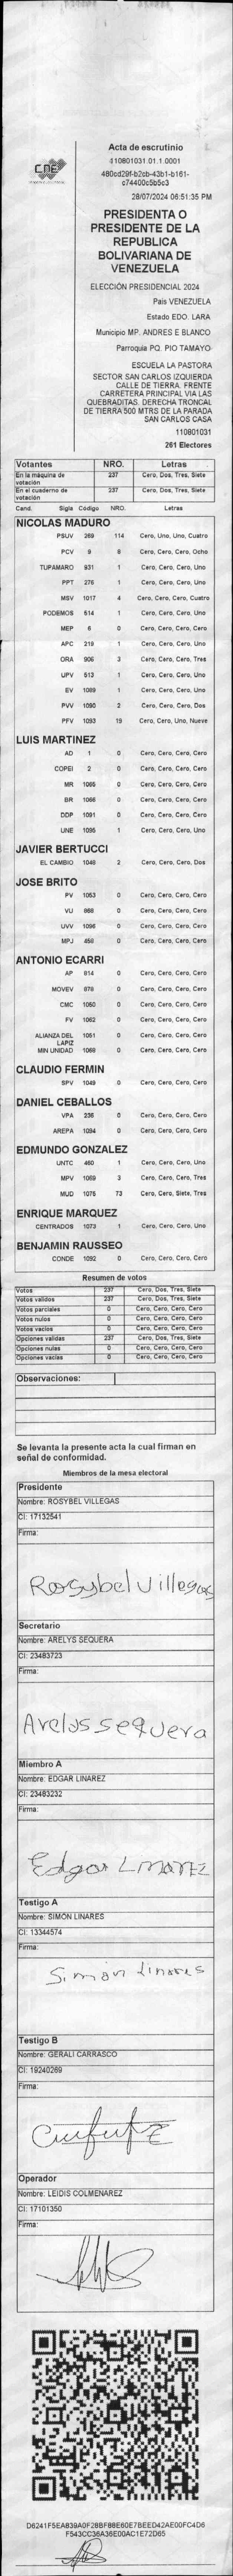 CNE
Acta de escrutinio
110801031.01.1.0001
480cd29f-b2cb-43b1-b161-
c74400c5b5c3
28/07/2024 06:51:35 PM
PRESIDENTA O
PRESIDENTE DE LA
REPUBLICA
BOLIVARIANA DE
VENEZUELA
ELECCIÓN PRESIDENCIAL 2024
Pais VENEZUELA
Estado EDO. LARA
Municipio MP. ANDRES E BLANCO
Parroquia PQ. PIO TAMAYO
ESCUELA LA PASTORA
SECTOR SAN CARLOS IZQUIERDA
CALLE DE TIERRA. FRENTE
CARRETERA PRINCIPAL VIA LAS
QUEBRADITAS. DERECHA TRONCAL
DE TIERRA 500 MTRS DE LA PARADA
SAN CARLOS CASA
110801031
261 Electores
Votantes NRO. Letras
En la máquina de votación 237 Cero, Dos, Tres, Siete
En el cuaderno de votación 237 Cero, Dos, Tres, Siete
Cand. Sigla Código NRO. Letras
NICOLAS MADURO
PSUV 269 114 Cero, Uno, Uno, Cuatro
PCV 9 8 Cero, Cero, Cero, Ocho
TUPAMARO 931 1 Cero, Cero, Cero, Uno
PPT 276 1 Cero, Cero, Cero, Uno
MSV 1017 4 Cero, Cero, Cero, Cuatro
PODEMOS 514 1 Cero, Cero, Cero, Uno
MEP 6 0 Cero, Cero, Cero, Cero
APC 219 1 Cero, Cero, Cero, Uno
ORA 906 3 Cero, Cero, Cero, Tres
UPV 513 1 Cero, Cero, Cero, Uno
EV 1089 1 Cero, Cero, Cero, Uno
PVV 1090 2 Cero, Cero, Cero, Dos
PFV 1093 19 Cero, Cero, Uno, Nueve
LUIS MARTINEZ
AD 1 0 Cero, Cero, Cero, Cero
COPEI 2 0 Cero, Cero, Cero, Cero
MR 1065 0 Cero, Cero, Cero, Cero
BR 1066 0 Cero, Cero, Cero, Cero
DDP 1091 0 Cero, Cero, Cero, Cero
UNE 1095 1 Cero, Cero, Cero, Uno
JAVIER BERTUCCI
EL CAMBIO 1048 2 Cero, Cero, Cero, Dos
JOSE BRITO
PV 1053 0 Cero, Cero, Cero, Cero
VU 868 0 Cero, Cero, Cero, Cero
UVV 1096 0 Cero, Cero, Cero, Cero
MPJ 458 0 Cero, Cero, Cero, Cero
ANTONIO ECARRI
AP 814 0 Cero, Cero, Cero, Cero
MOVEV 878 0 Cero, Cero, Cero, Cero
CMC 1050 0 Cero, Cero, Cero, Cero
FV 1062 0 Cero, Cero, Cero, Cero
ALIANZA DEL LAPIZ 1051 0 Cero, Cero, Cero, Cero
MIN UNIDAD 1068 0 Cero, Cero, Cero, Cero
CLAUDIO FERMIN
SPV 1049 0 Cero, Cero, Cero, Cero
DANIEL CEBALLOS
VPA 236 0 Cero, Cero, Cero, Cero
AREPA 1094 0 Cero, Cero, Cero, Cero
EDMUNDO GONZALEZ
UNTC 460 1 Cero, Cero, Cero, Uno
MPV 1069 3 Cero, Cero, Cero, Tres
MUD 1076 73 Cero, Cero, Siete, Tres
ENRIQUE MARQUEZ
CENTRADOS 1073 1 Cero, Cero, Cero, Uno
BENJAMIN RAUSSEO
CONDE 1092 0 Cero, Cero, Cero, Cero
Resumen de votos
Votos 237 Cero, Dos, Tres, Siete
Votos validos 237 Cero, Dos, Tres, Siete
Votos parciales 0 Cero, Cero, Cero, Cero
Votos nulos 0 Cero, Cero, Cero, Cero
Votos vacios 0 Cero, Cero, Cero, Cero
Opciones validas 237 Cero, Dos, Tres, Siete
Opciones nulas 0 Cero, Cero, Cero, Cero
Opciones vacias 0 Cero, Cero, Cero, Cero
Observaciones:
Se levanta la presente acta la cual firman en
señal de conformidad.
Miembros de la mesa electoral
Presidente
Nombre: ROSYBEL VILLEGAS
CI: 17132541
Firma:
Rosybel Villegas
Secretario
Nombre: ARELYS SEQUERA
CI: 23483723
Firma:
Arelys sequera
Miembro A
Nombre: EDGAR LINAREZ
CI: 23483232
Firma:
Edgar Linarez
Testigo A
Nombre: SIMON LINARES
CI: 13344574
Firma:
Simón Linares
Testigo B
Nombre: GERALI CARRASCO
CI: 19240269
Firma:
Operador
Nombre: LEIDIS COLMENAREZ
CI: 17101350
Firma:
D6241F5EA839A0F28BF88E60E7BEED42AE00FC4D6
F543CC36A36E00AC1E72D65